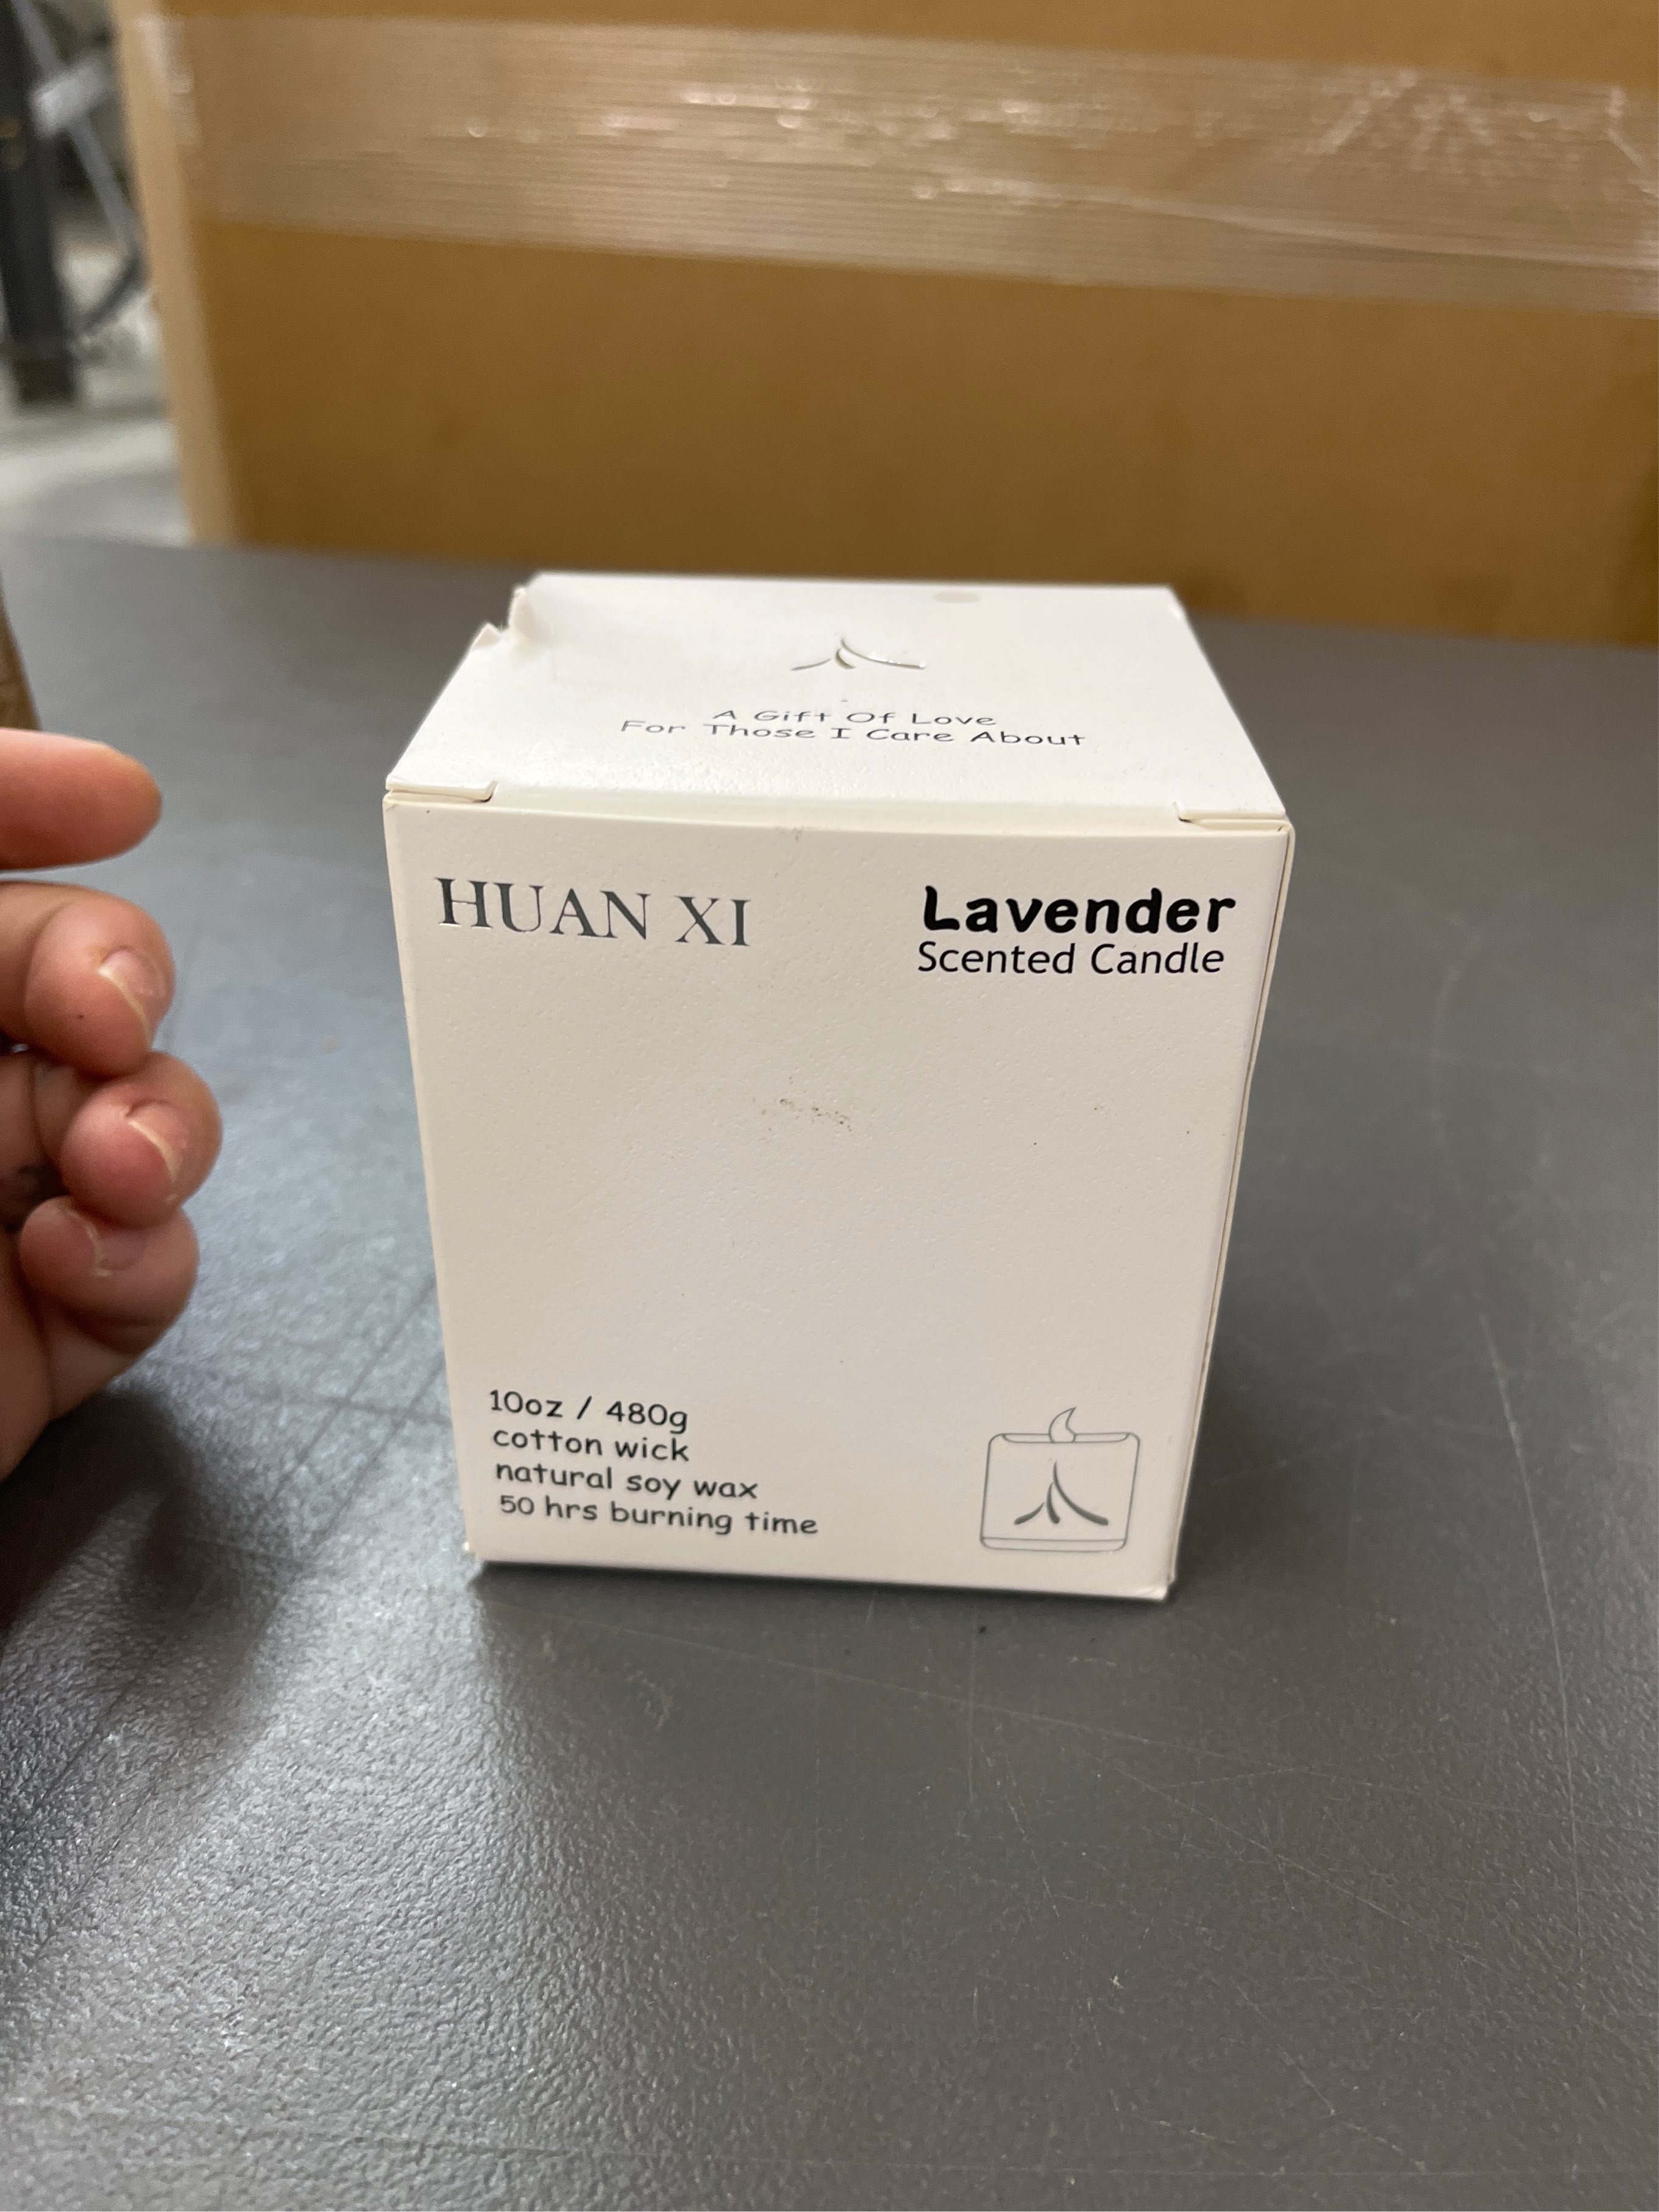 A Gift Of Love
For Those I Care About
HUAN XI
Lavender
Scented Candle
10oz / 480g
cotton wick
natural soy wax
50 hrs burning time